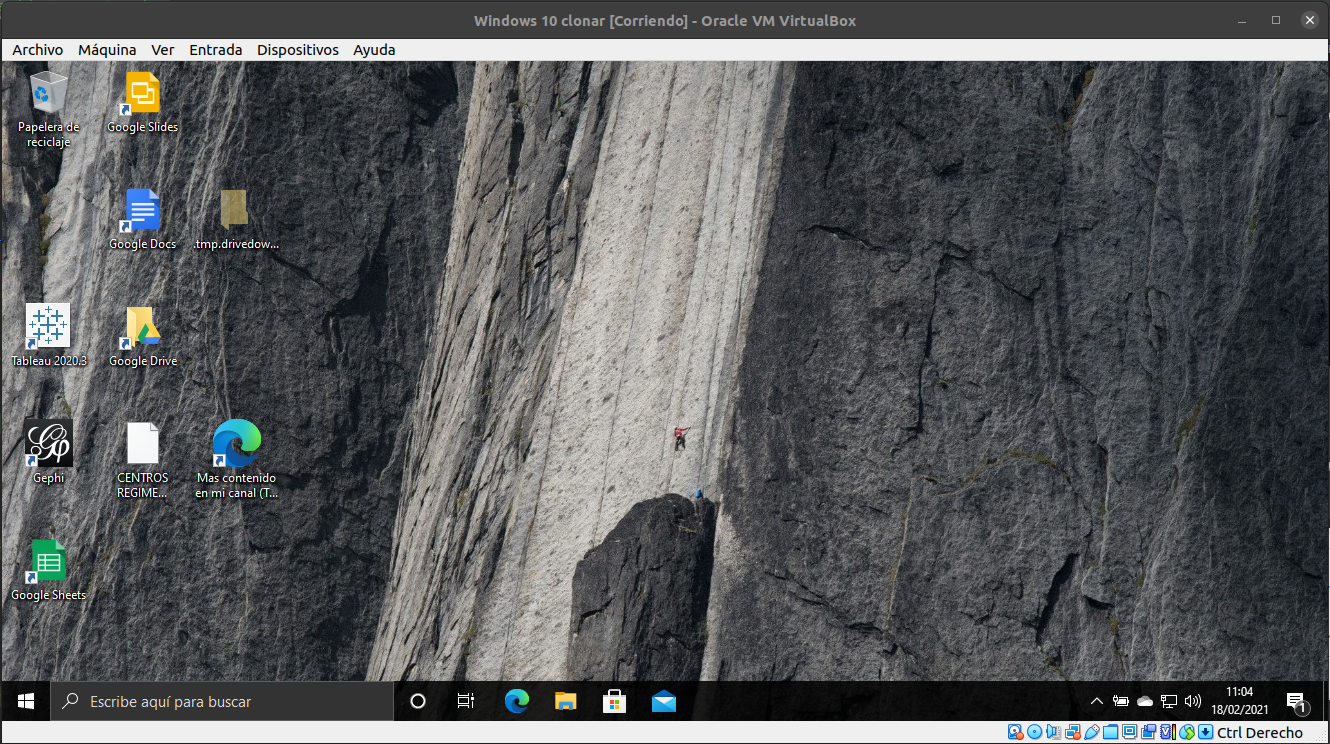 Windows 10 clonar [Corriendo] - Oracle VM VirtualBox
Archivo Máquina Ver Entrada Dispositivos Ayuda
Papelera de
reciclaje
Google Slides
Google Docs
.tmp.drivedow...
Tableau 2020.3
Google Drive
Gephi
CENTROS
REGIME...
Mas contenido
en mi canal (T...
Google Sheets
Escribe aquí para buscar
11:04
18/02/2021
1
Ctrl Derecho